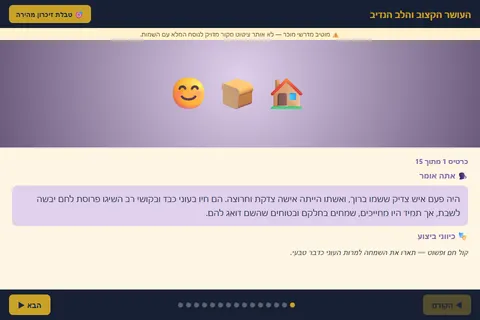 העושר הקצוב והלב הנדיב
טבלת זיכרון מהירה
מוטיב מדרשי מוכר — לא אותר ציטוט מקור מדויק לנוסח המלא עם השמות.
כרטיס 1 מתוך 15
אתה אומר
היה פעם איש צדיק ששמו ברוך, ואשתו הייתה אישה צדקת וחרוצה. הם חיו בעוני כבד ובקושי רב השיגו פרוסת לחם יבשה
לשבת, אך תמיד היו מחייכים, שמחים בחלקם ובטוחים שהשם דואג להם.
כיווני ביצוע
קול חם ופשוט — תארו את השמחה למרות העוני כדבר טבעי.
◀ הקודם
הבא ▶